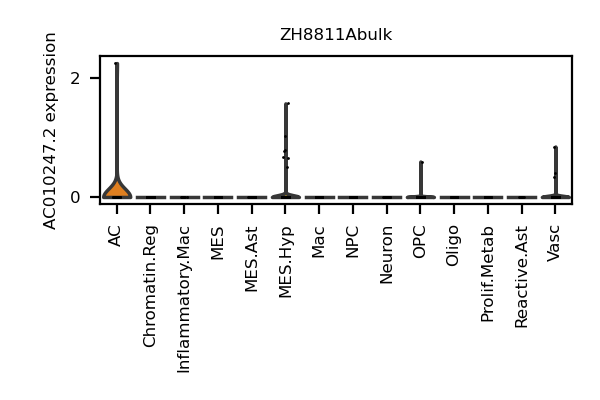 ZH8811Abulk
AC010247.2 expression
2
0
AC
Chromatin.Reg
Inflammatory.Mac
MES
MES.Ast
MES.Hyp
Mac
NPC
Neuron
OPC
Oligo
Prolif.Metab
Reactive.Ast
Vasc